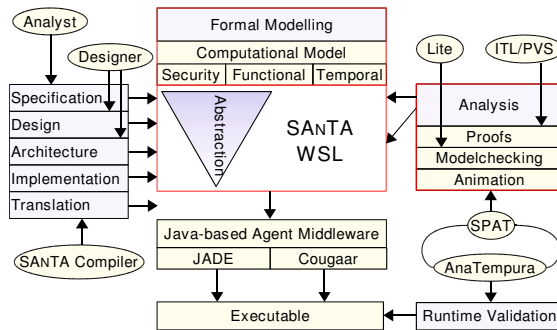 Analyst
Designer
Formal Modelling
Computational Model
Security Functional Temporal
Lite
ITL/PVS
Specification
Design
Architecture
Implementation
Translation
Abstraction
SANTA
WSL
Analysis
Proofs
Modelchecking
Animation
SANTA Compiler
Java-based Agent Middleware
JADE Cougaar
SPAT
AnaTempura
Executable
Runtime Validation